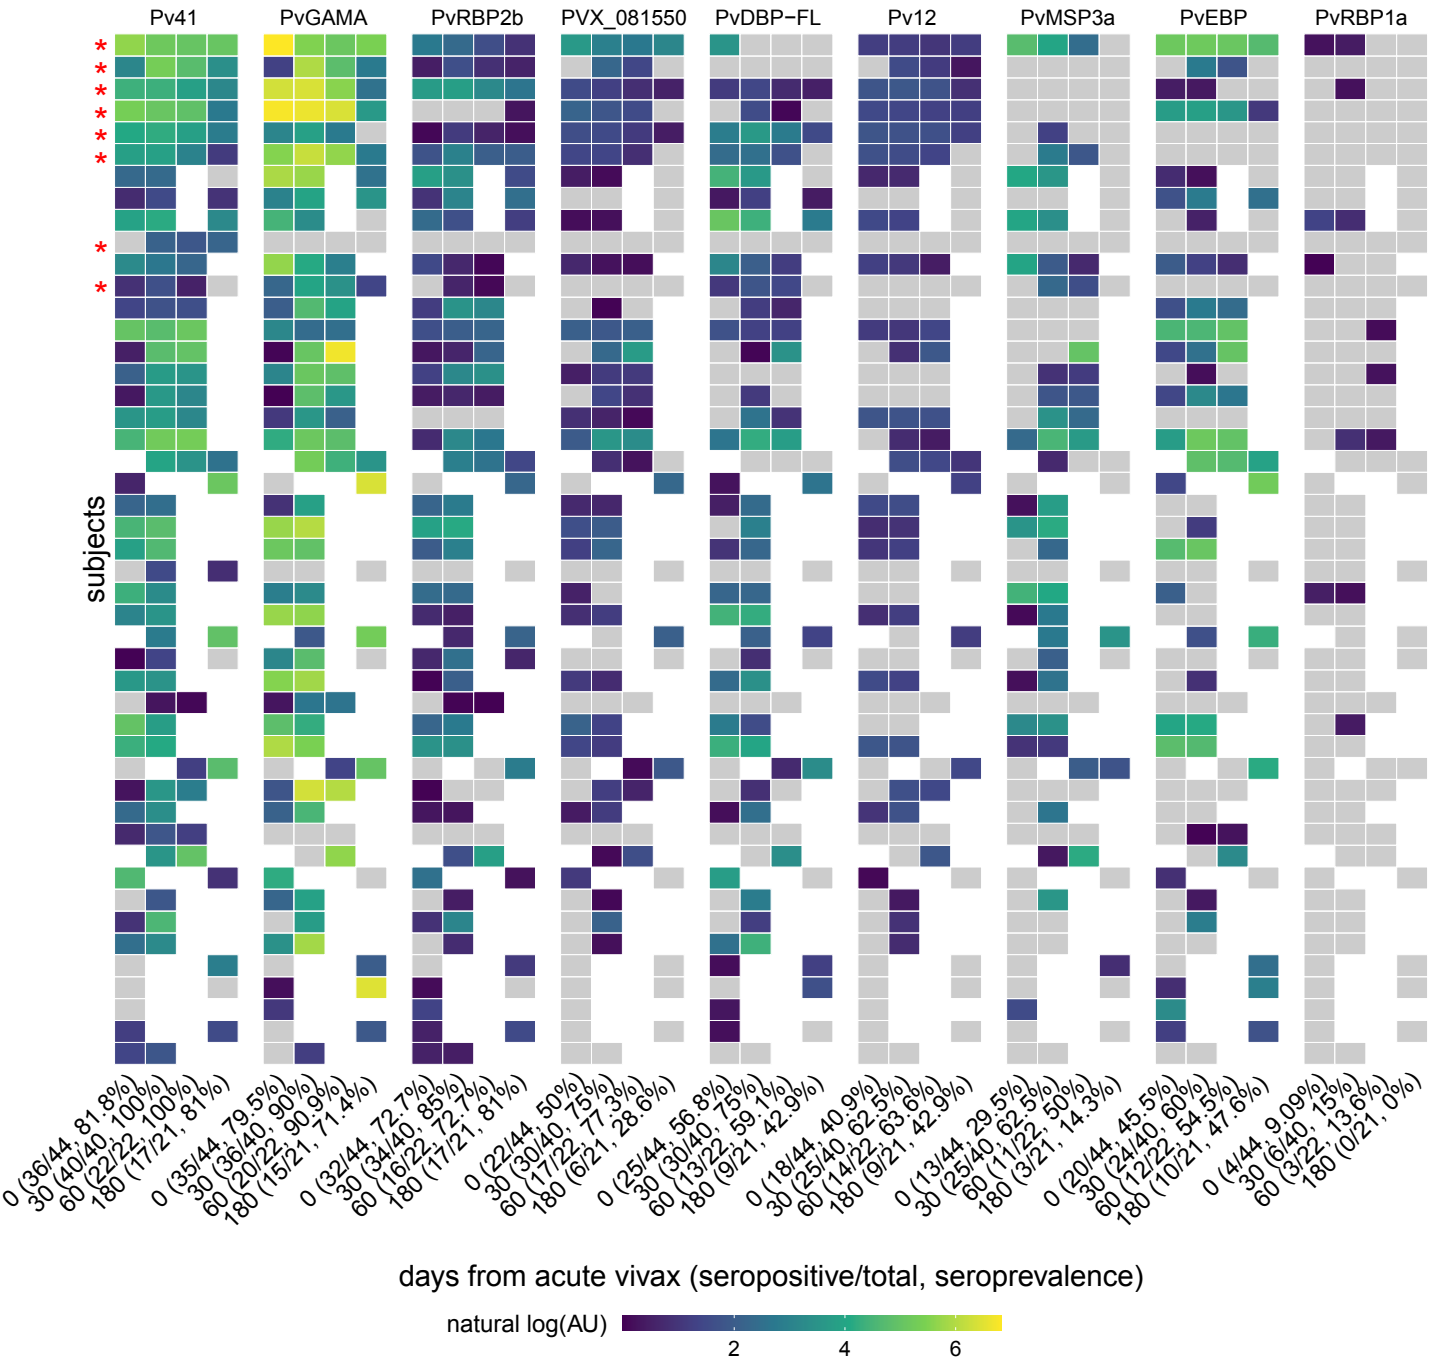 Pv41 PvGAMA PvRBP2b PVX_081550 PvDBP−FL Pv12 PvMSP3a PvEBP PvRBP1a
*
*
*
*
*
*
*
*
subjects
0 (36/44, 81.8%)
30 (40/40, 100%)
60 (22/22, 100%)
180 (17/21, 81%)
0 (35/44, 79.5%)
30 (36/40, 90%)
60 (20/22, 90.9%)
180 (15/21, 71.4%)
0 (32/44, 72.7%)
30 (34/40, 85%)
60 (16/22, 72.7%)
180 (17/21, 81%)
0 (22/44, 50%)
30 (30/40, 75%)
60 (17/22, 77.3%)
180 (6/21, 28.6%)
0 (25/44, 56.8%)
30 (30/40, 75%)
60 (13/22, 59.1%)
180 (9/21, 42.9%)
0 (18/44, 40.9%)
30 (25/40, 62.5%)
60 (14/22, 63.6%)
180 (9/21, 42.9%)
0 (13/44, 29.5%)
30 (25/40, 62.5%)
60 (11/22, 50%)
180 (3/21, 14.3%)
0 (20/44, 45.5%)
30 (24/40, 60%)
60 (12/22, 54.5%)
180 (10/21, 47.6%)
0 (4/44, 9.09%)
30 (6/40, 15%)
60 (3/22, 13.6%)
180 (0/21, 0%)
days from acute vivax (seropositive/total, seroprevalence)
natural log(AU)
2 4 6